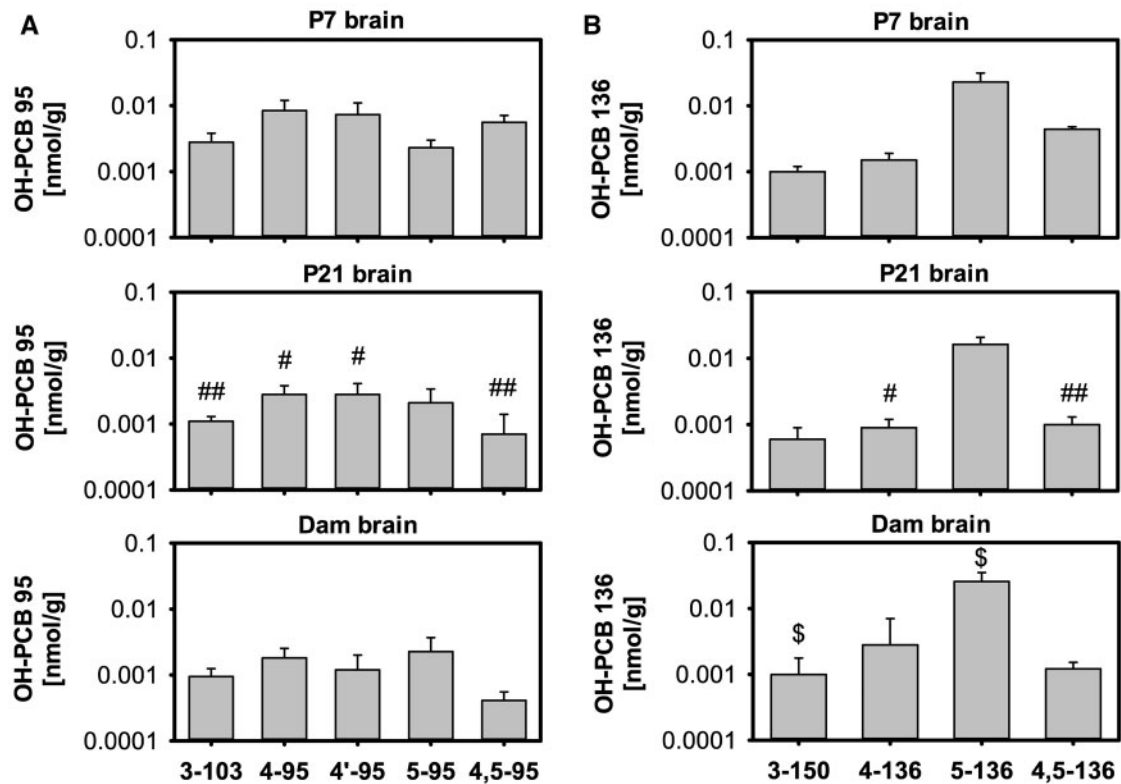 A
P7 brain
OH-PCB 95
[nmol/g]
0.1
0.01
0.001
0.0001
P21 brain
OH-PCB 95
[nmol/g]
0.1
0.01
0.001
0.0001
##
#
#
##
Dam brain
OH-PCB 95
[nmol/g]
0.1
0.01
0.001
0.0001
3-103 4-95 4'-95 5-95 4,5-95
B
P7 brain
OH-PCB 136
[nmol/g]
0.1
0.01
0.001
0.0001
P21 brain
OH-PCB 136
[nmol/g]
0.1
0.01
0.001
0.0001
#
##
Dam brain
OH-PCB 136
[nmol/g]
0.1
0.01
0.001
0.0001
$
$
3-150 4-136 5-136 4,5-136